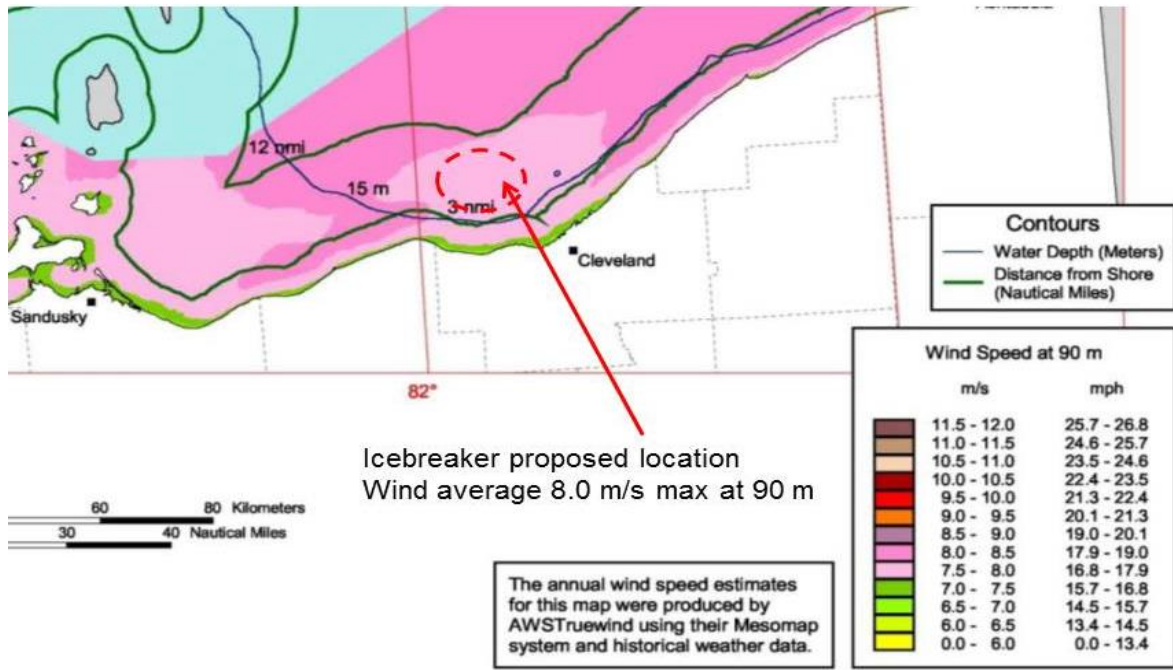 12 nmi
15 m
3 nmi
Cleveland
Sandusky
82°
Contours
Water Depth (Meters)
Distance from Shore
(Nautical Miles)
Icebreaker proposed location
Wind average 8.0 m/s max at 90 m
60 80 Kilometers
30 40 Nautical Miles
The annual wind speed estimates
for this map were produced by
AWSTruewind using their Mesomap
system and historical weather data.
Wind Speed at 90 m
m/s mph
11.5 - 12.0 25.7 - 26.8
11.0 - 11.5 24.6 - 25.7
10.5 - 11.0 23.5 - 24.6
10.0 - 10.5 22.4 - 23.5
9.5 - 10.0 21.3 - 22.4
9.0 - 9.5 20.1 - 21.3
8.5 - 9.0 19.0 - 20.1
8.0 - 8.5 17.9 - 19.0
7.5 - 8.0 16.8 - 17.9
7.0 - 7.5 15.7 - 16.8
6.5 - 7.0 14.5 - 15.7
6.0 - 6.5 13.4 - 14.5
0.0 - 6.0 0.0 - 13.4